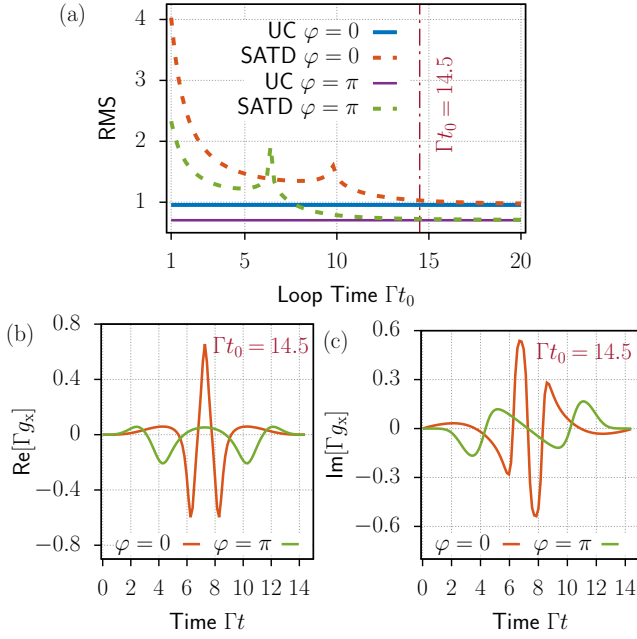 (a)
RMS
4
3
2
1
UC φ = 0
SATD φ = 0
UC φ = π
SATD φ = π
Γt₀ = 14.5
1 5 10 15 20
Loop Time Γt₀
(b)
Re[Γgₓ]
0.8
0.4
0
−0.4
−0.8
Γt₀ = 14.5
φ = 0 φ = π
0 2 4 6 8 10 12 14
Time Γt
(c)
Im[Γgₓ]
0.6
0.3
0
−0.3
−0.6
Γt₀ = 14.5
φ = 0 φ = π
0 2 4 6 8 10 12 14
Time Γt